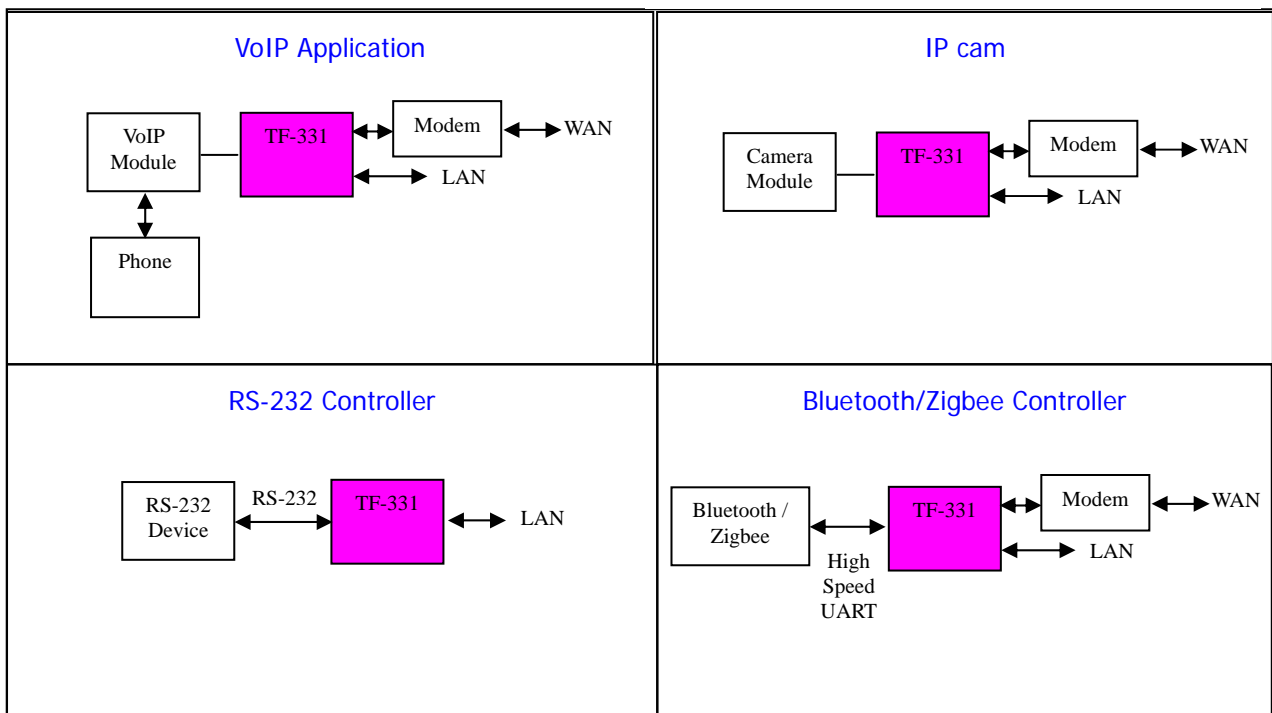 VoIP Application
VoIP
Module
TF-331
Modem
WAN
LAN
Phone
IP cam
Camera
Module
TF-331
Modem
WAN
LAN
RS-232 Controller
RS-232
Device
RS-232
TF-331
LAN
Bluetooth/Zigbee Controller
Bluetooth /
Zigbee
High
Speed
UART
TF-331
Modem
WAN
LAN